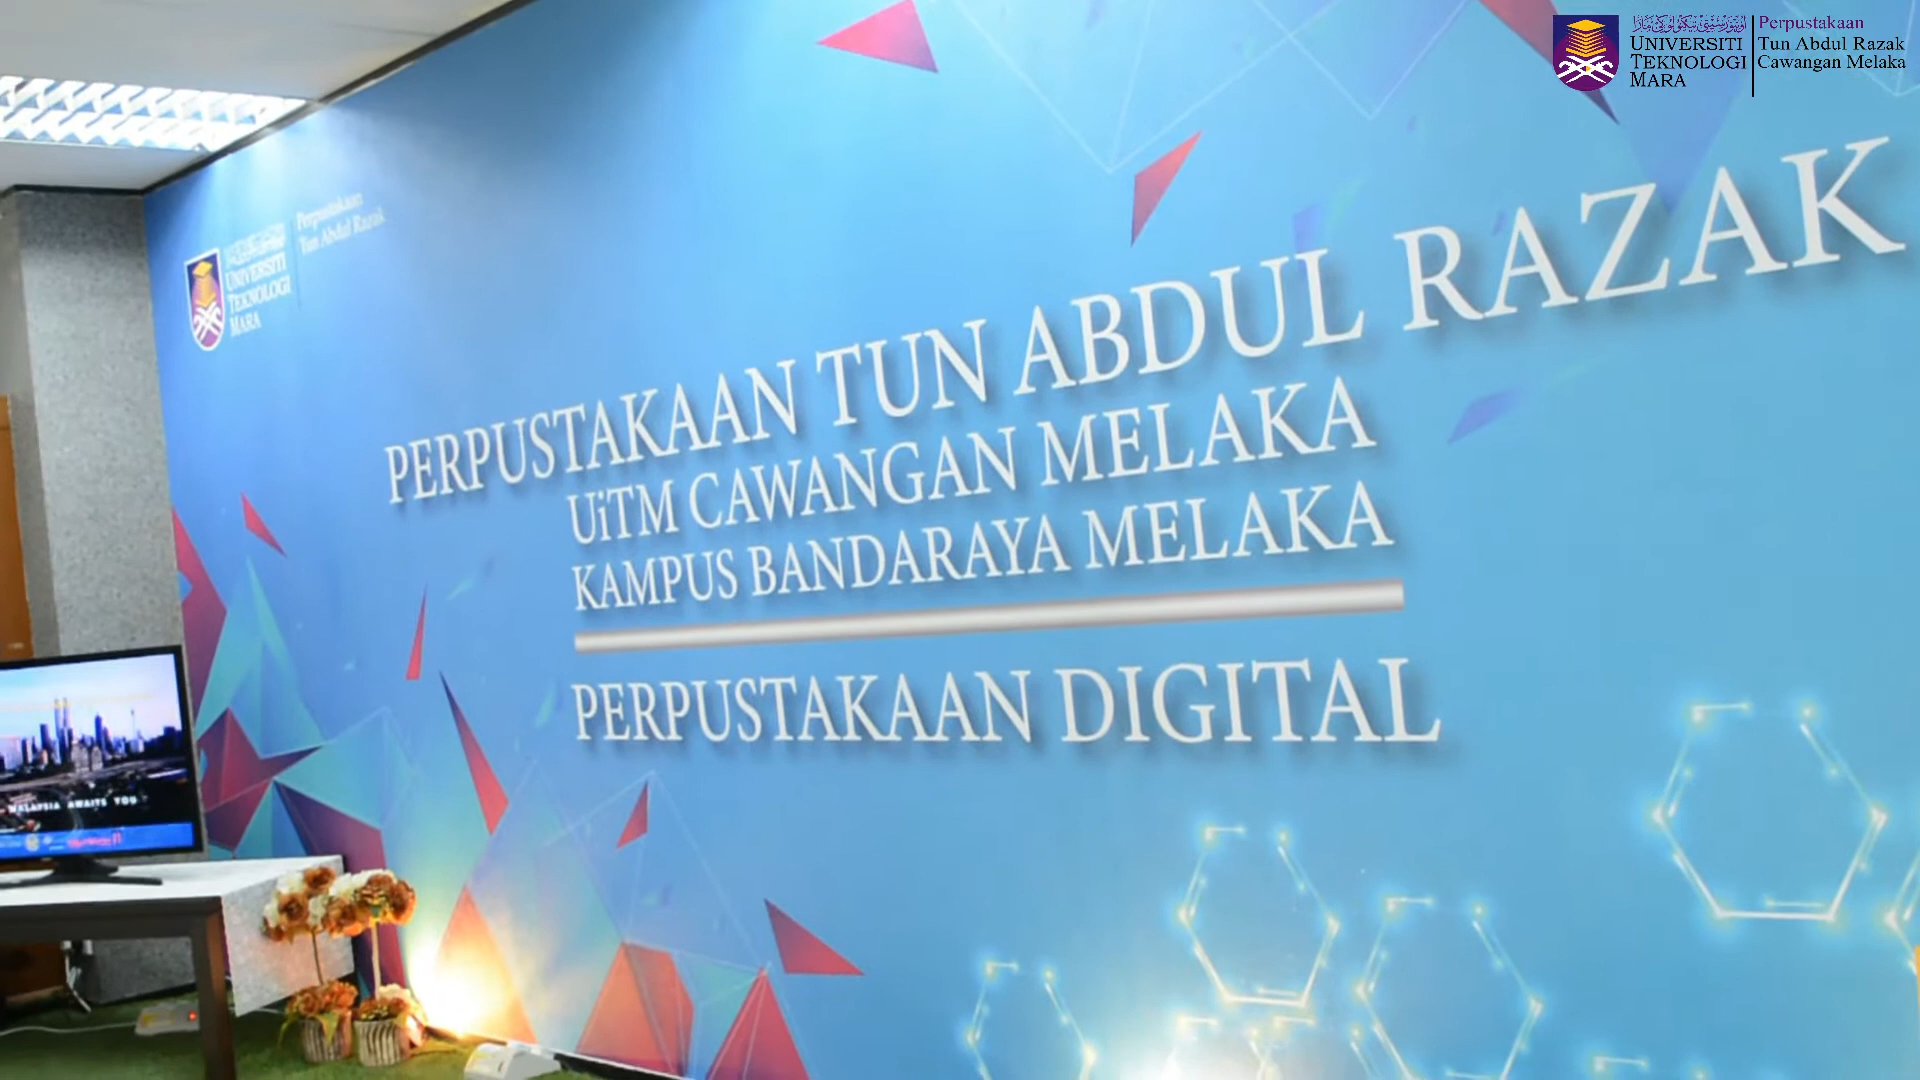 UNIVERSITI
TEKNOLOGI
MARA
Perpustakaan
Tun Abdul Razak
Cawangan Melaka
Perpustakaan
Tun Abdul Razak
UNIVERSITI
TEKNOLOGI
MARA
PERPUSTAKAAN TUN ABDUL RAZAK
UiTM CAWANGAN MELAKA
KAMPUS BANDARAYA MELAKA
PERPUSTAKAAN DIGITAL
MALAYSIA AWAITS YOU